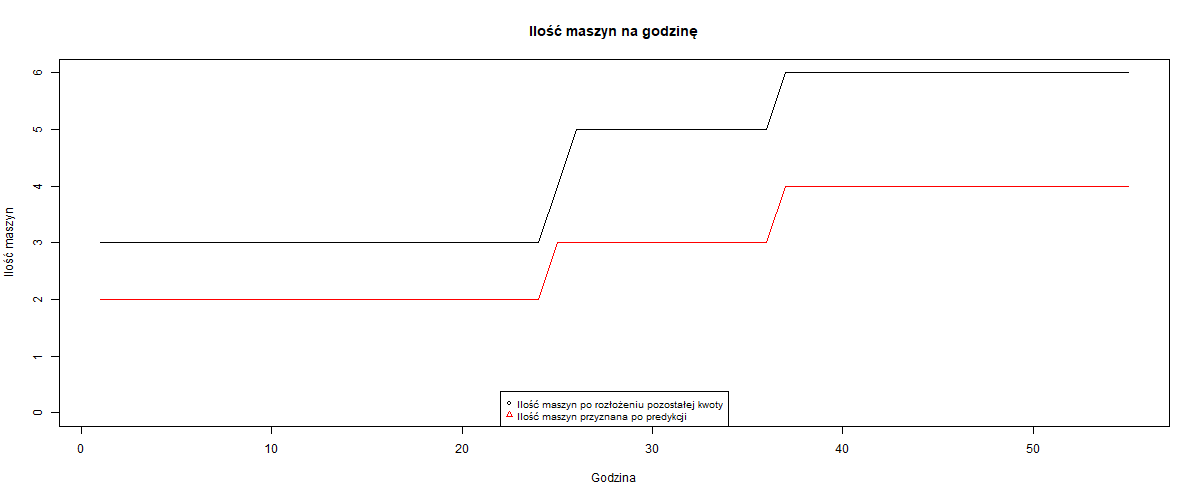 Ilość maszyn na godzinę
Ilość maszyn
6
5
4
3
2
1
0
Ilość maszyn po rozłożeniu pozostałej kwoty
Ilość maszyn przyznana po predykcji
0 10 20 30 40 50
Godzina